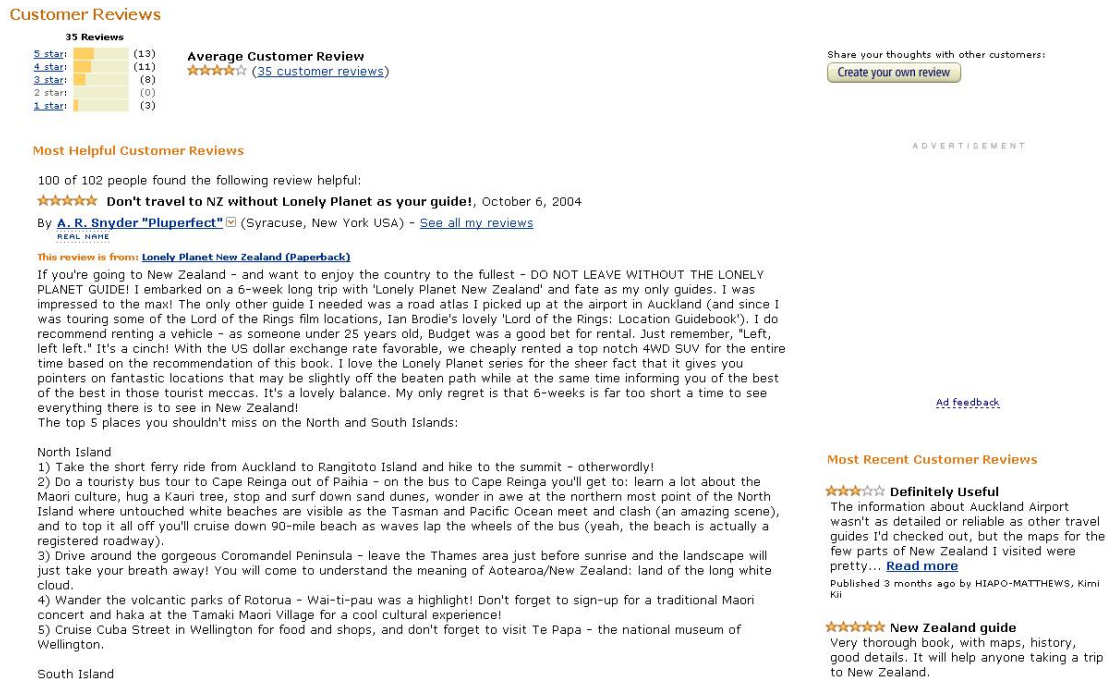 Customer Reviews
35 Reviews
5 star: (13)
4 star: (11)
3 star: (8)
2 star: (0)
1 star: (3)
Average Customer Review
(35 customer reviews)
Share your thoughts with other customers:
Create your own review
Most Helpful Customer Reviews
100 of 102 people found the following review helpful:
Don't travel to NZ without Lonely Planet as your guide!, October 6, 2004
By A. R. Snyder "Pluperfect" (Syracuse, New York USA) - See all my reviews
REAL NAME
This review is from: Lonely Planet New Zealand (Paperback)
If you're going to New Zealand - and want to enjoy the country to the fullest - DO NOT LEAVE WITHOUT THE LONELY
PLANET GUIDE! I embarked on a 6-week long trip with 'Lonely Planet New Zealand' and fate as my only guides. I was
impressed to the max! The only other guide I needed was a road atlas I picked up at the airport in Auckland (and since I
was touring some of the Lord of the Rings film locations, Ian Brodie's lovely 'Lord of the Rings: Location Guidebook'). I do
recommend renting a vehicle - as someone under 25 years old, Budget was a good bet for rental. Just remember, "Left,
left left." It's a cinch! With the US dollar exchange rate favorable, we cheaply rented a top notch 4WD SUV for the entire
time based on the recommendation of this book. I love the Lonely Planet series for the sheer fact that it gives you
pointers on fantastic locations that may be slightly off the beaten path while at the same time informing you of the best
of the best in those tourist meccas. It's a lovely balance. My only regret is that 6-weeks is far too short a time to see
everything there is to see in New Zealand!
The top 5 places you shouldn't miss on the North and South Islands:
North Island
1) Take the short ferry ride from Auckland to Rangitoto Island and hike to the summit - otherwordly!
2) Do a touristy bus tour to Cape Reinga out of Paihia - on the bus to Cape Reinga you'll get to: learn a lot about the
Maori culture, hug a Kauri tree, stop and surf down sand dunes, wonder in awe at the northern most point of the North
Island where untouched white beaches are visible as the Tasman and Pacific Ocean meet and clash (an amazing scene),
and to top it all off you'll cruise down 90-mile beach as waves lap the wheels of the bus (yeah, the beach is actually a
registered roadway).
3) Drive around the gorgeous Coromandel Peninsula - leave the Thames area just before sunrise and the landscape will
just take your breath away! You will come to understand the meaning of Aotearoa/New Zealand: land of the long white
cloud.
4) Wander the volcantic parks of Rotorua - Wai-ti-pau was a highlight! Don't forget to sign-up for a traditional Maori
concert and haka at the Tamaki Maori Village for a cool cultural experience!
5) Cruise Cuba Street in Wellington for food and shops, and don't forget to visit Te Papa - the national museum of
Wellington.
South Island
ADVERTISEMENT
Ad feedback
Most Recent Customer Reviews
Definitely Useful
The information about Auckland Airport
wasn't as detailed or reliable as other travel
guides I'd checked out, but the maps for the
few parts of New Zealand I visited were
pretty... Read more
Published 3 months ago by HIAPO-MATTHEWS, Kimi
Kii
New Zealand guide
Very thorough book, with maps, history,
good details. It will help anyone taking a trip
to New Zealand.